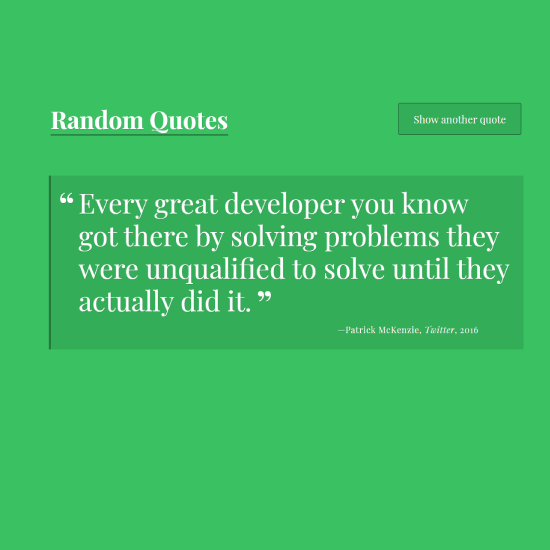 Random Quotes
Show another quote
“Every great developer you know
got there by solving problems they
were unqualified to solve until they
actually did it.”
—Patrick McKenzie, Twitter, 2016